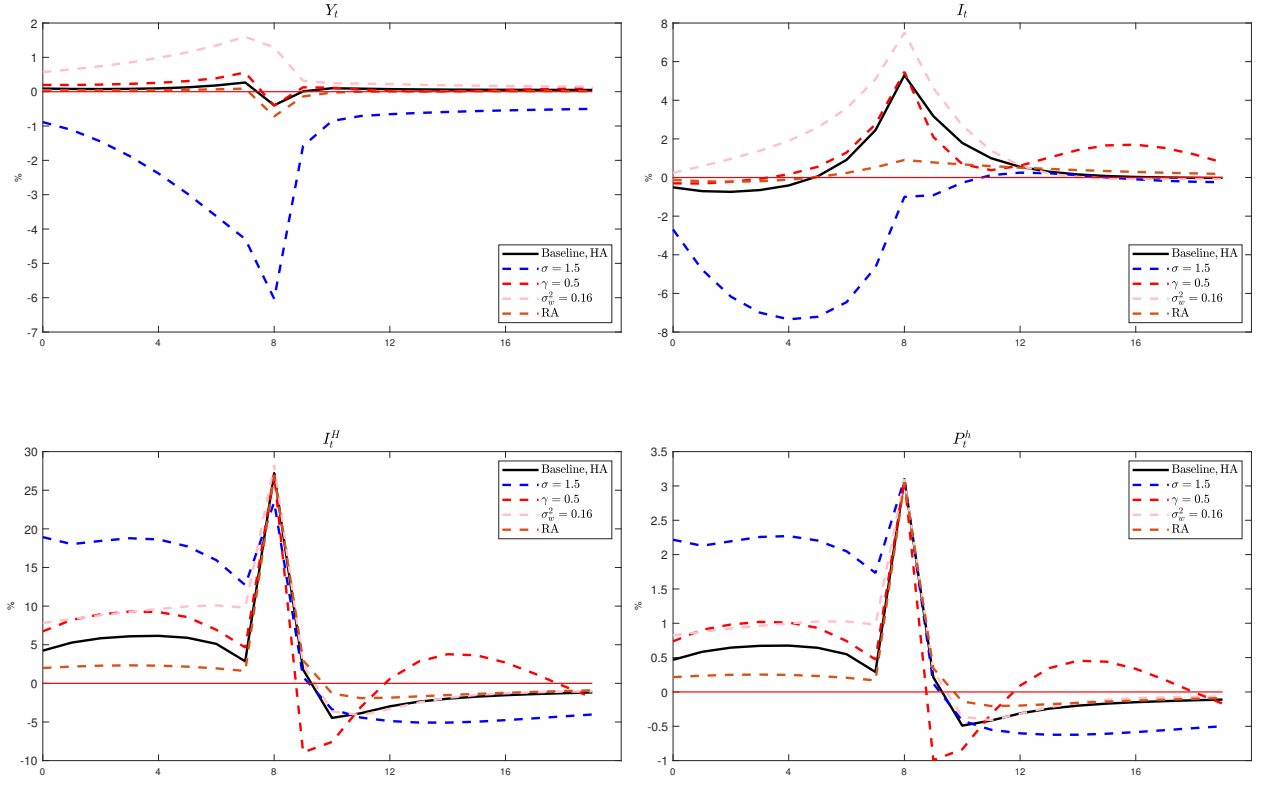 Y_t
2
1
0
-1
-2
-3
-4
-5
-6
-7
%
0 4 8 12 16
Baseline, HA
σ = 1.5
γ = 0.5
σ_w^2 = 0.16
RA
I_t
8
6
4
2
0
-2
-4
-6
-8
%
0 4 8 12 16
Baseline, HA
σ = 1.5
γ = 0.5
σ_w^2 = 0.16
RA
I_t^H
30
25
20
15
10
5
0
-5
-10
%
0 4 8 12 16
Baseline, HA
σ = 1.5
γ = 0.5
σ_w^2 = 0.16
RA
P_t^h
3.5
3
2.5
2
1.5
1
0.5
0
-0.5
-1
%
0 4 8 12 16
Baseline, HA
σ = 1.5
γ = 0.5
σ_w^2 = 0.16
RA